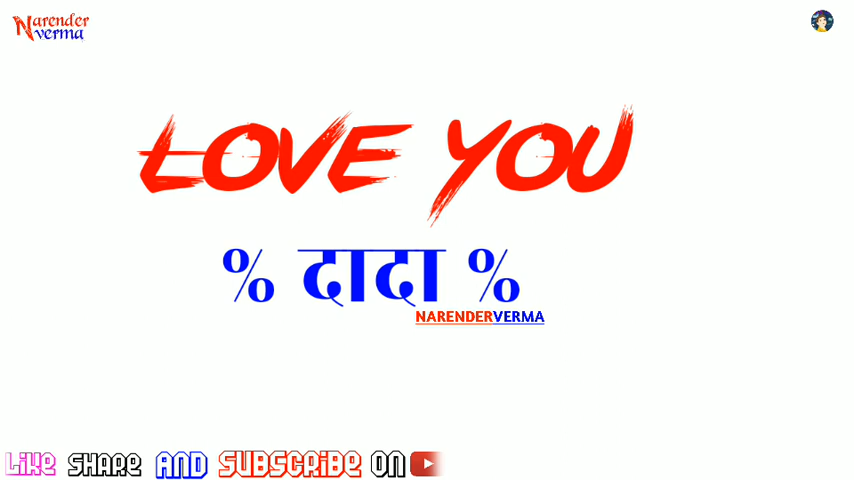 Narender
verma
LOVE YOU
% दादा %
NARENDERVERMA
LIKE SHARE AND SUBSCRIBE ON